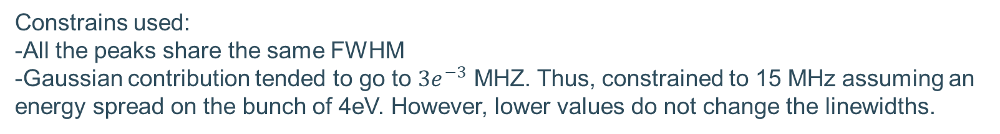 Constrains used:
-All the peaks share the same FWHM
-Gaussian contribution tended to go to 3e⁻³ MHZ. Thus, constrained to 15 MHz assuming an
energy spread on the bunch of 4eV. However, lower values do not change the linewidths.